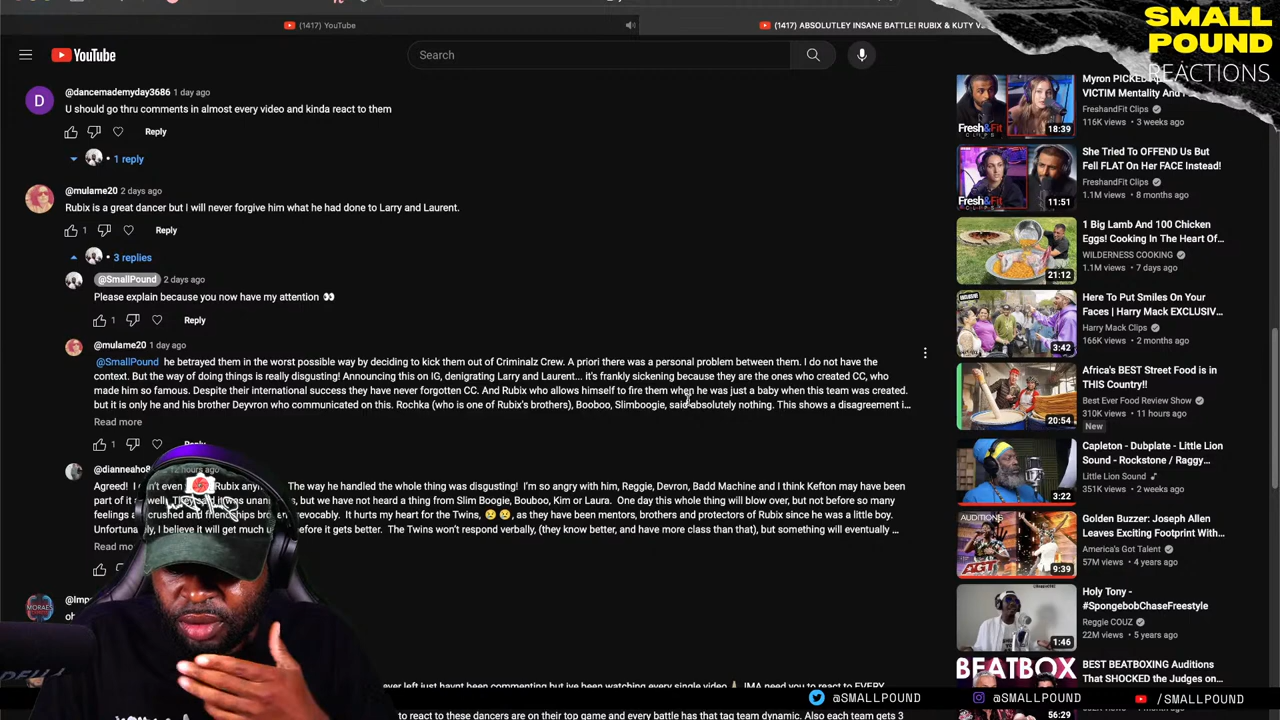 SMALL
POUND
REACTIONS
(1417) YouTube
(1417) ABSOLUTLEY INSANE BATTLE! RUBIX & KUTY
YouTube
Search
D
@dancemademyday3686 1 day ago
U should go thru comments in almost every video and kinda react to them
Reply
1 reply
@mulame20 2 days ago
Rubix is a great dancer but I will never forgive him what he had done to Larry and Laurent.
1
Reply
3 replies
@SmallPound 2 days ago
Please explain because you now have my attention 👀
1
Reply
@mulame20 1 day ago
@SmallPound he betrayed them in the worst possible way by deciding to kick them out of Criminalz Crew. A priori there was a personal problem between them. I do not have the
context. But the way of doing things is really disgusting! Announcing this on IG, denigrating Larry and Laurent... it's frankly sickening because they are the ones who created CC, who
made him so famous. Despite their international success they have never forgotten CC. And Rubix who allows himself to fire them when he was just a baby when this team was created.
but it is only he and his brother Deyvron who communicated on this. Rochka (who is one of Rubix's brothers), Booboo, Slimboogie, said absolutely nothing. This shows a disagreement i...
Read more
1
12 hours ago
Agreed! I Rubix The way he handled the whole thing was disgusting! I'm so angry with him, Reggie, Devron, Badd Machine and I think Kefton may have been
part of it but we have not heard a thing from Slim Boogie, Bouboo, Kim or Laura. One day this whole thing will blow over, but not before so many
feelings crushed and It hurts my heart for the Twins, 😢😢, as they have been mentors, brothers and protectors of Rubix since he was a little boy.
I believe it will get much before it gets better. The Twins won't respond verbally, (they know better, and have more class than that), but something will eventually ...
Read
MORAES
ever left just haynt been commenting but ive been watching every single video IMA need you to react to EVERY
to react to these dancers are on their top game and every battle has that tag team dynamic. Also each team gets 3
Myron PICKED
VICTIM Mentality And
FreshandFit Clips
116K views • 3 weeks ago
Fresh&Fit
CLIPS
18:39
She Tried To OFFEND Us But
Fell FLAT On Her FACE Instead!
FreshandFit Clips
1.1M views • 8 months ago
Fresh&Fit
CLIPS
11:51
1 Big Lamb And 100 Chicken
Eggs! Cooking In The Heart Of...
WILDERNESS COOKING
1.1M views • 7 days ago
21:12
Here To Put Smiles On Your
Faces | Harry Mack EXCLUSIV...
Harry Mack Clips
166K views • 2 months ago
3:42
Africa's BEST Street Food is in
THIS Country!!
Best Ever Food Review Show
310K views • 11 hours ago
New
20:54
Capleton - Dubplate - Little Lion
Sound - Rockstone / Raggy...
Little Lion Sound
351K views • 2 weeks ago
3:22
Golden Buzzer: Joseph Allen
Leaves Exciting Footprint With...
America's Got Talent
57M views • 4 years ago
AUDITIONS
AGT
9:39
Holy Tony -
#SpongebobChaseFreestyle
Reggie COUZ
22M views • 5 years ago
1:46
BEST BEATBOXING Auditions
That SHOCKED the Judges on
BEATBOX
56:29
@SMALLPOUND
@SMALLPOUND
/SMALLPOUND